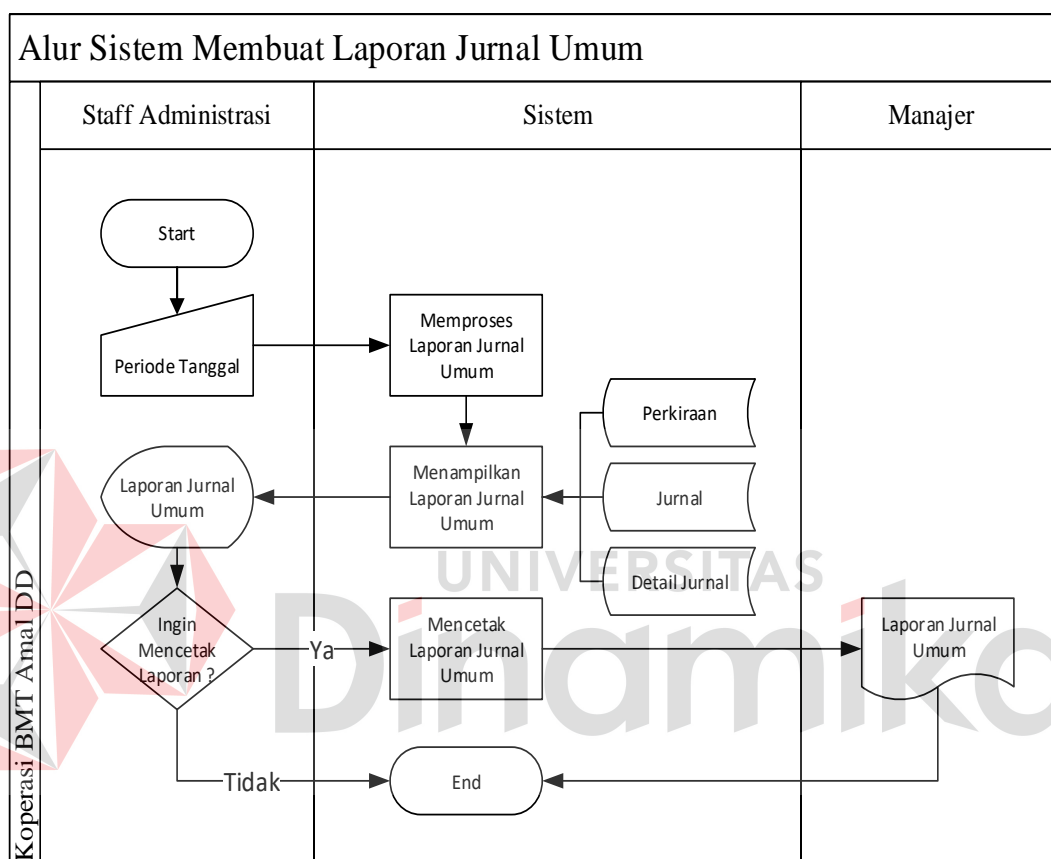 Alur Sistem Membuat Laporan Jurnal Umum
Staff Administrasi
Sistem
Manajer
Koperasi BMT Amal DD
Start
Periode Tanggal
Memproses
Laporan Jurnal
Umum
Perkiraan
Laporan Jurnal
Umum
Menampilkan
Laporan Jurnal
Umum
Jurnal
Detail Jurnal
UNIVERSITAS
Dinamika
Ingin
Mencetak
Laporan ?
Ya
Mencetak
Laporan Jurnal
Umum
Laporan Jurnal
Umum
Tidak
End